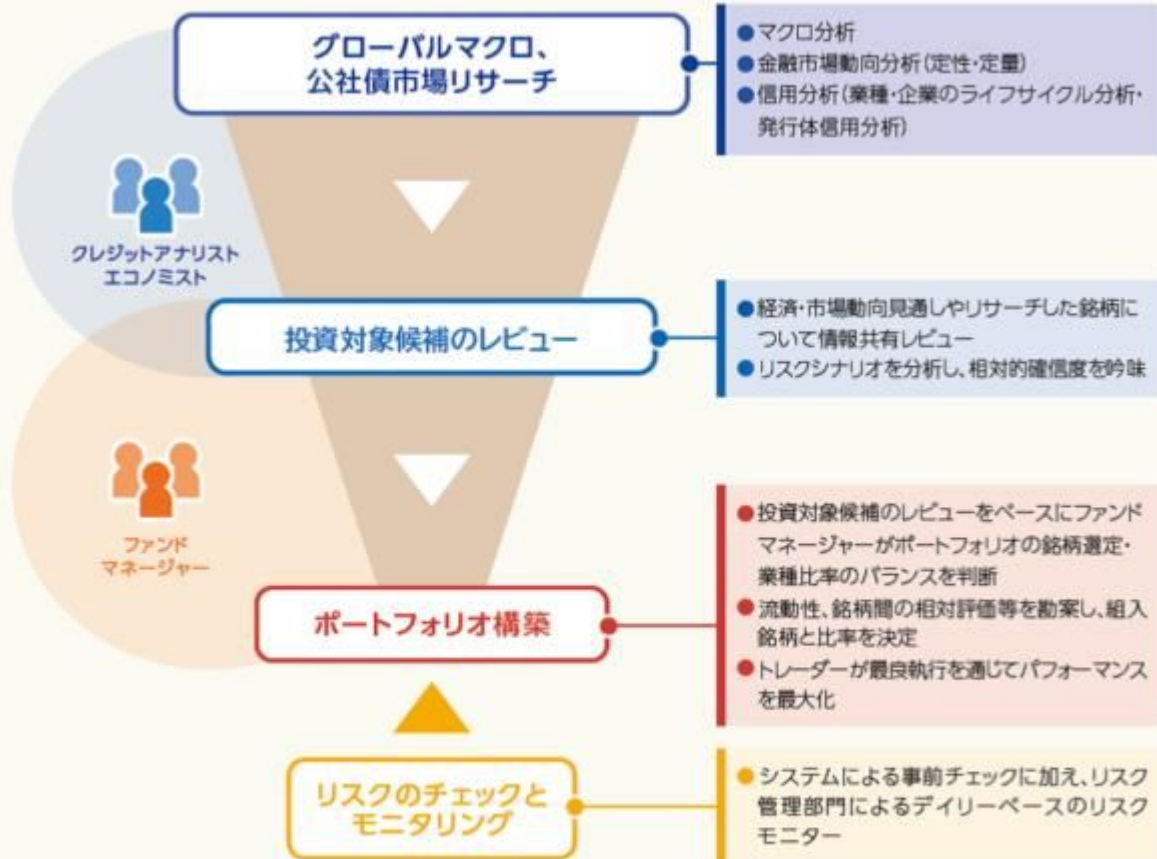 グローバルマクロ、
公社債市場リサーチ
●マクロ分析
●金融市場動向分析(定性・定量)
●信用分析(業種・企業のライフサイクル分析・
発行体信用分析)
クレジットアナリスト
エコノミスト
投資対象候補のレビュー
●経済・市場動向見通しやリサーチした銘柄に
ついて情報共有レビュー
●リスクシナリオを分析し、相対的確信度を吟味
ファンド
マネージャー
ポートフォリオ構築
●投資対象候補のレビューをベースにファンド
マネージャーがポートフォリオの銘柄選定・
業種比率のバランスを判断
●流動性、銘柄間の相対評価等を勘案し、組入
銘柄と比率を決定
●トレーダーが最良執行を通じてパフォーマンス
を最大化
リスクのチェックと
モニタリング
●システムによる事前チェックに加え、リスク
管理部門によるデイリーベースのリスク
モニター